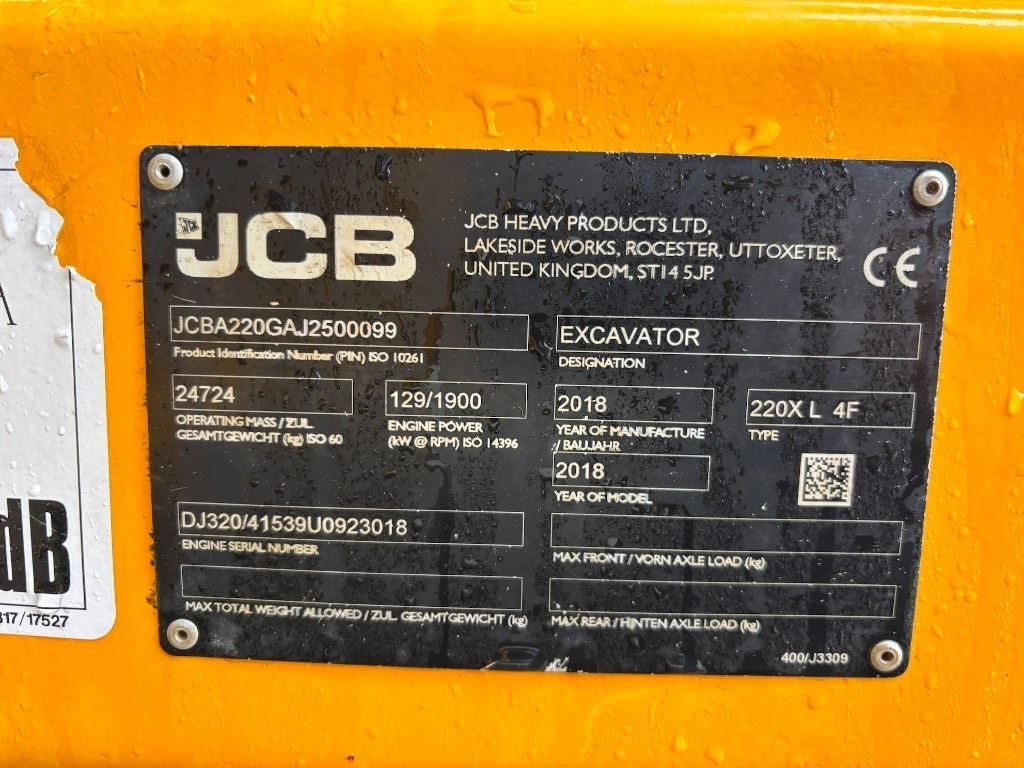 JCB
JCB HEAVY PRODUCTS LTD,
LAKESIDE WORKS, ROCESTER, UTTOXETER,
UNITED KINGDOM, ST14 5JP.
CE
JCBA220GAJ2500099
Product Identification Number (PIN) ISO 10261
EXCAVATOR
DESIGNATION
24724
OPERATING MASS / ZUL.
GESAMTGEWICHT (kg) ISO 60
129/1900
ENGINE POWER
(kW @ RPM) ISO 14396
2018
YEAR OF MANUFACTURE
/ BAUJAHR
220X L 4F
TYPE
2018
YEAR OF MODEL
DJ320/41539U0923018
ENGINE SERIAL NUMBER
MAX FRONT / VORN AXLE LOAD (kg)
MAX TOTAL WEIGHT ALLOWED / ZUL. GESAMTGEWICHT (kg)
MAX REAR / HINTEN AXLE LOAD (kg)
400/J3309
A
dB
317/17527